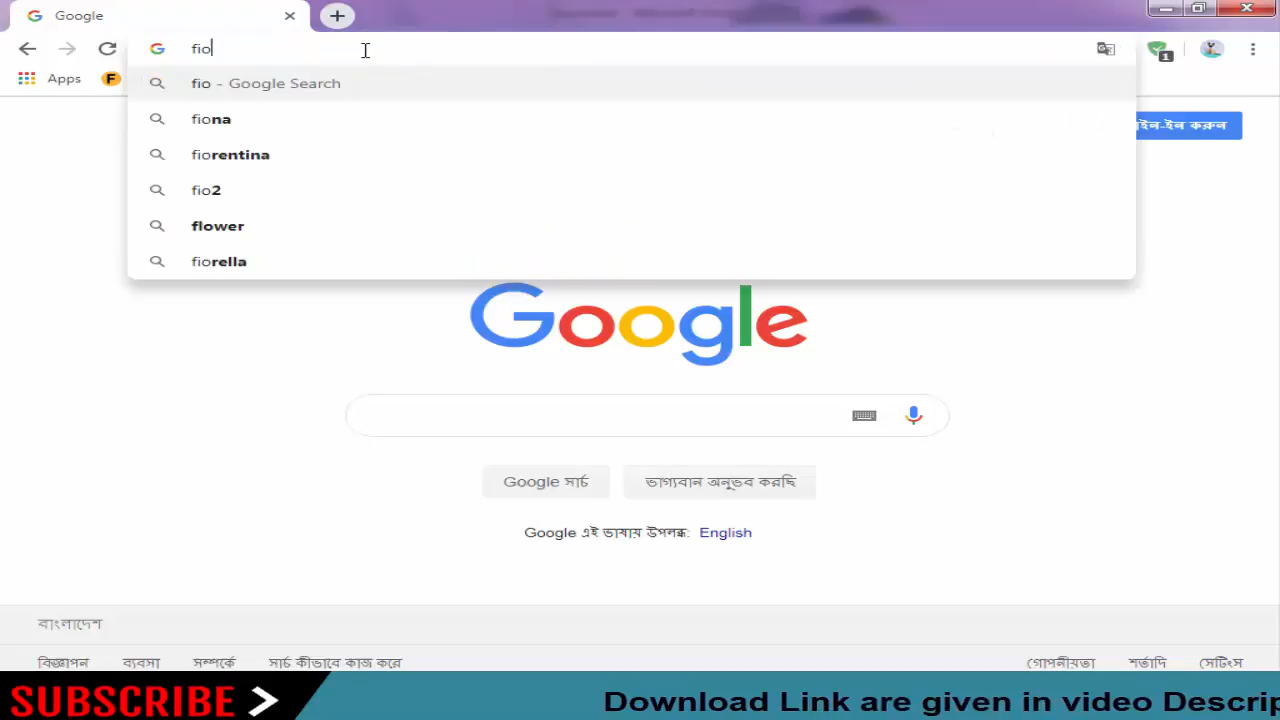 Google
fio
Apps
F
1
fio - Google Search
fiona
fiorentina
fio2
flower
fiorella
ইন-ইন করুন
Google
Google সার্চ
ভাগ্যবান অনুভব করছি
Google এই ভাষায় উপলব্ধ: English
বাংলাদেশ
বিজ্ঞাপন ব্যবসা সম্পর্কে সার্চ কীভাবে কাজ করে গোপনীয়তা শর্তাদি সেটিংস
SUBSCRIBE
Download Link are given in video Descrip